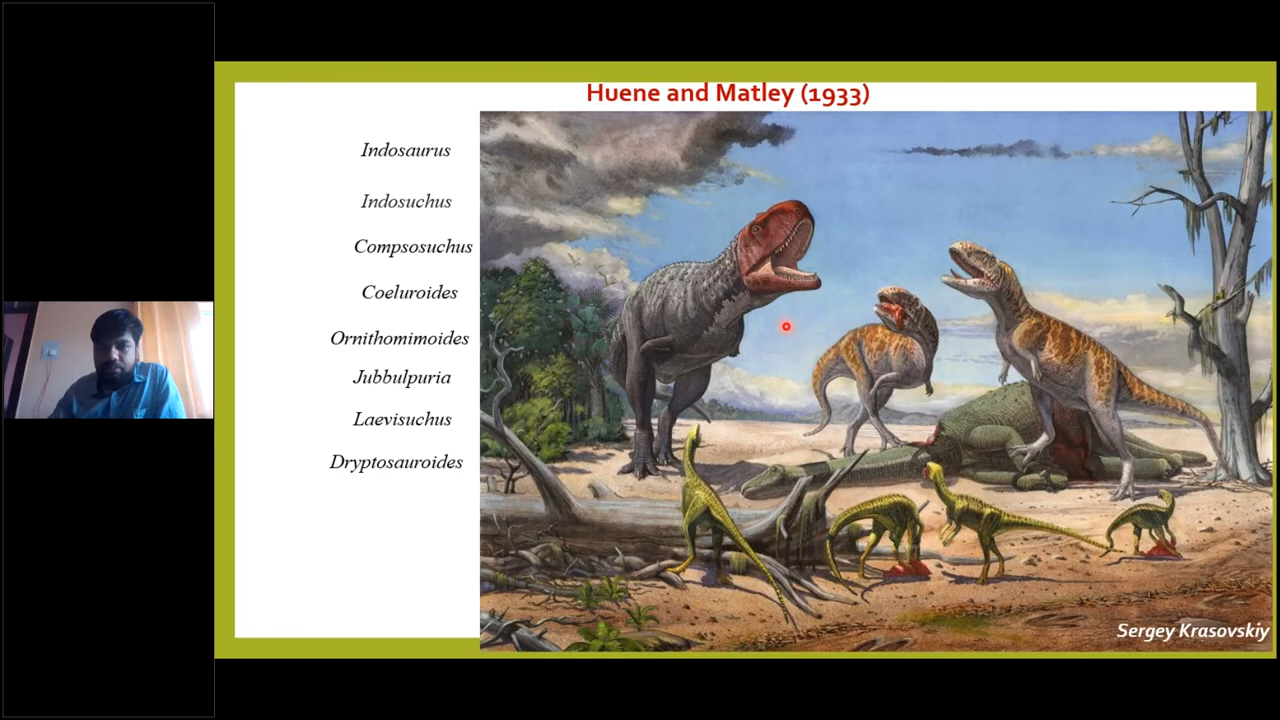 Huene and Matley (1933)
Indosaurus
Indosuchus
Compsosuchus
Coeluroides
Ornithomimoides
Jubbulpuria
Laevisuchus
Dryptosauroides
Sergey Krasovskiy